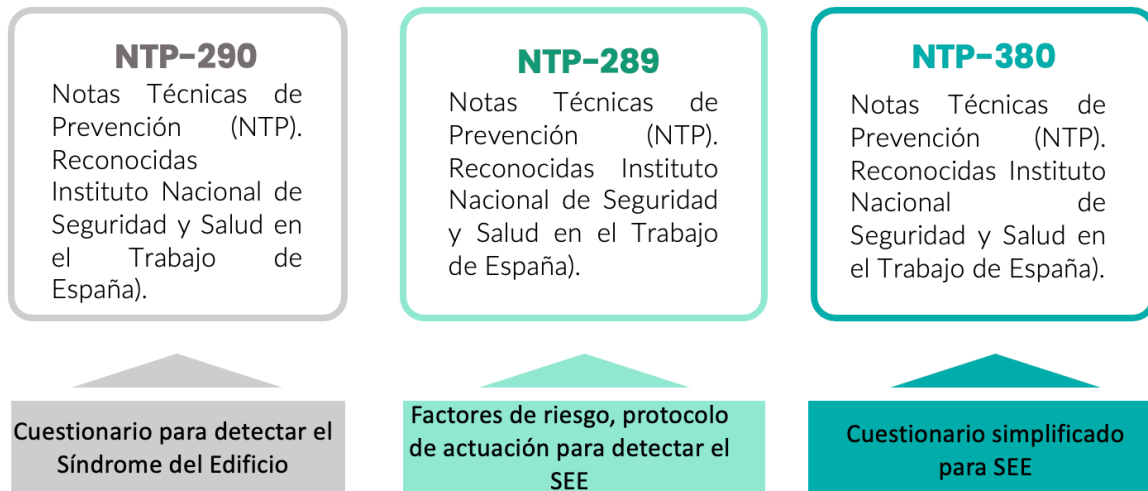 NTP-290
Notas Técnicas de
Prevención (NTP).
Reconocidas
Instituto Nacional de
Seguridad y Salud en
el Trabajo de
España).
NTP-289
Notas Técnicas de
Prevención (NTP).
Reconocidas Instituto
Nacional de Seguridad
y Salud en el Trabajo
de España).
NTP-380
Notas Técnicas de
Prevención (NTP).
Reconocidas Instituto
Nacional de
Seguridad y Salud en
el Trabajo de España).
Cuestionario para detectar el
Síndrome del Edificio
Factores de riesgo, protocolo
de actuación para detectar el
SEE
Cuestionario simplificado
para SEE